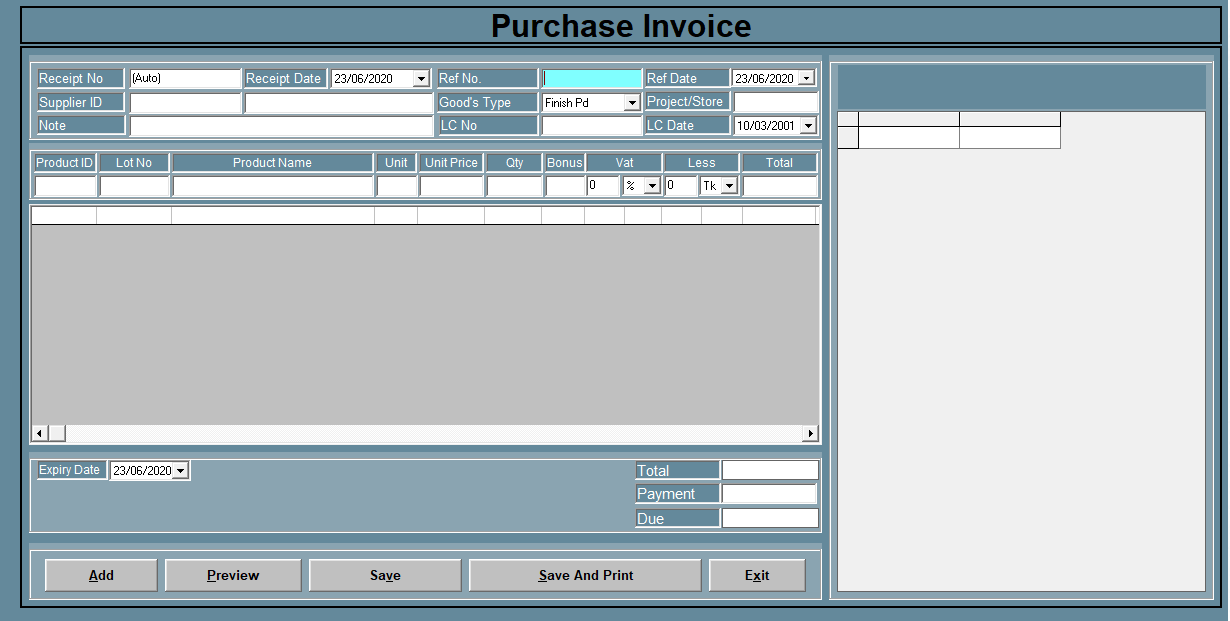 Purchase Invoice
Receipt No (Auto) Receipt Date 23/06/2020 Ref No. Ref Date 23/06/2020
Supplier ID Good's Type Finish Pd Project/Store
Note LC No LC Date 10/03/2001
Product ID Lot No Product Name Unit Unit Price Qty Bonus Vat Less Total
0 % 0 Tk
Expiry Date 23/06/2020 Total
Payment
Due
Add Preview Save Save And Print Exit